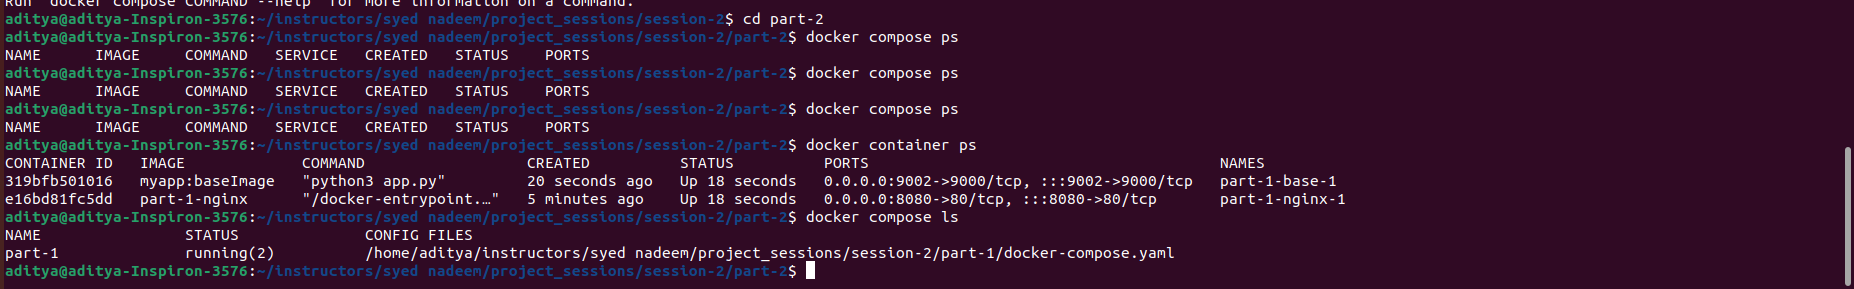 Run 'docker compose COMMAND --help' for more information on a command.
aditya@aditya-Inspiron-3576:~/instructors/syed nadeem/project_sessions/session-2$ cd part-2
aditya@aditya-Inspiron-3576:~/instructors/syed nadeem/project_sessions/session-2/part-2$ docker compose ps
NAME      IMAGE     COMMAND   SERVICE   CREATED   STATUS    PORTS
aditya@aditya-Inspiron-3576:~/instructors/syed nadeem/project_sessions/session-2/part-2$ docker compose ps
NAME      IMAGE     COMMAND   SERVICE   CREATED   STATUS    PORTS
aditya@aditya-Inspiron-3576:~/instructors/syed nadeem/project_sessions/session-2/part-2$ docker compose ps
NAME      IMAGE     COMMAND   SERVICE   CREATED   STATUS    PORTS
aditya@aditya-Inspiron-3576:~/instructors/syed nadeem/project_sessions/session-2/part-2$ docker container ps
CONTAINER ID   IMAGE             COMMAND                  CREATED          STATUS          PORTS                                       NAMES
319bfb501016   myapp:baseImage   "python3 app.py"         20 seconds ago   Up 18 seconds   0.0.0.0:9002->9000/tcp, :::9002->9000/tcp   part-1-base-1
e16bd81fc5dd   part-1-nginx      "/docker-entrypoint.…"   5 minutes ago    Up 18 seconds   0.0.0.0:8080->80/tcp, :::8080->80/tcp       part-1-nginx-1
aditya@aditya-Inspiron-3576:~/instructors/syed nadeem/project_sessions/session-2/part-2$ docker compose ls
NAME                STATUS              CONFIG FILES
part-1              running(2)          /home/aditya/instructors/syed nadeem/project_sessions/session-2/part-1/docker-compose.yaml
aditya@aditya-Inspiron-3576:~/instructors/syed nadeem/project_sessions/session-2/part-2$